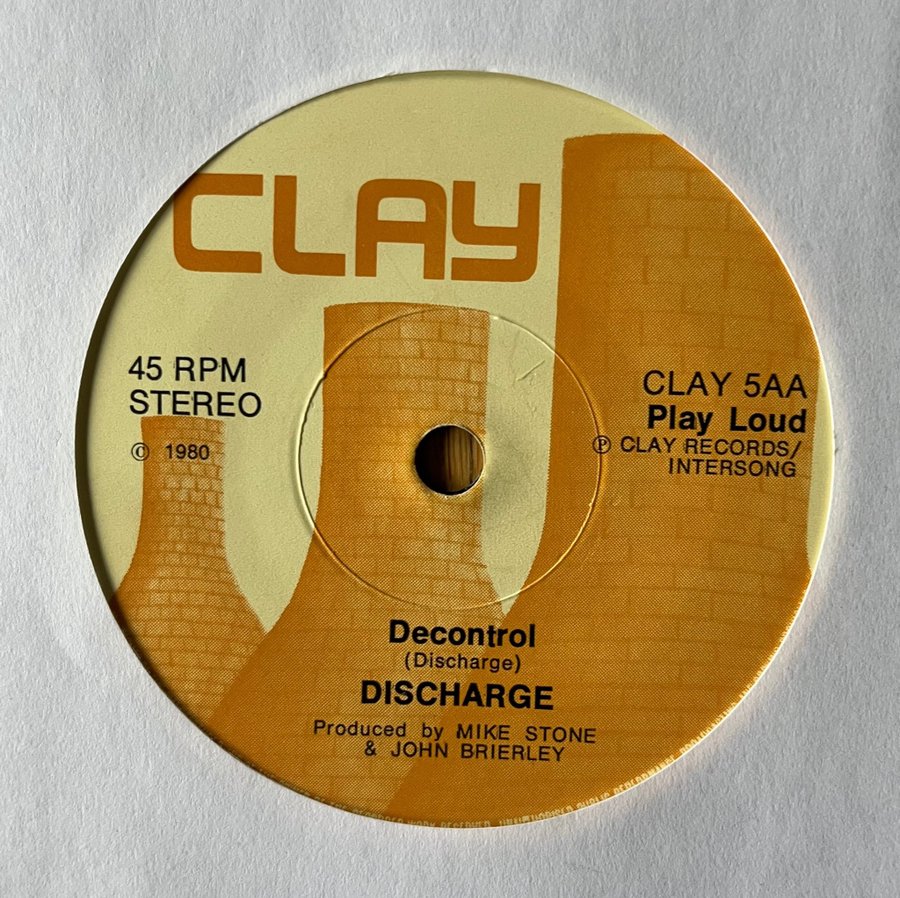 CLAY
45 RPM
STEREO
© 1980
CLAY 5AA
Play Loud
℗ CLAY RECORDS/
INTERSONG
Decontrol
(Discharge)
DISCHARGE
Produced by MIKE STONE
& JOHN BRIERLEY